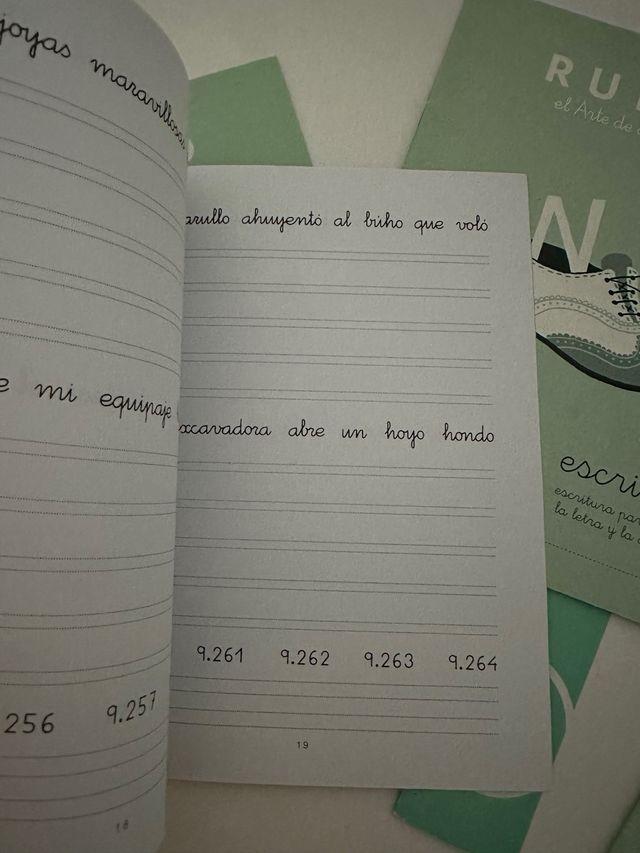 joyas maravillosas
e mi equipaje
256 9.257
18
arullo ahuyentó al búho que voló
xcavadora abre un hoyo hondo
9.261 9.262 9.263 9.264
19
RU
el Arte de
N
escri
escritura par
la letra y la